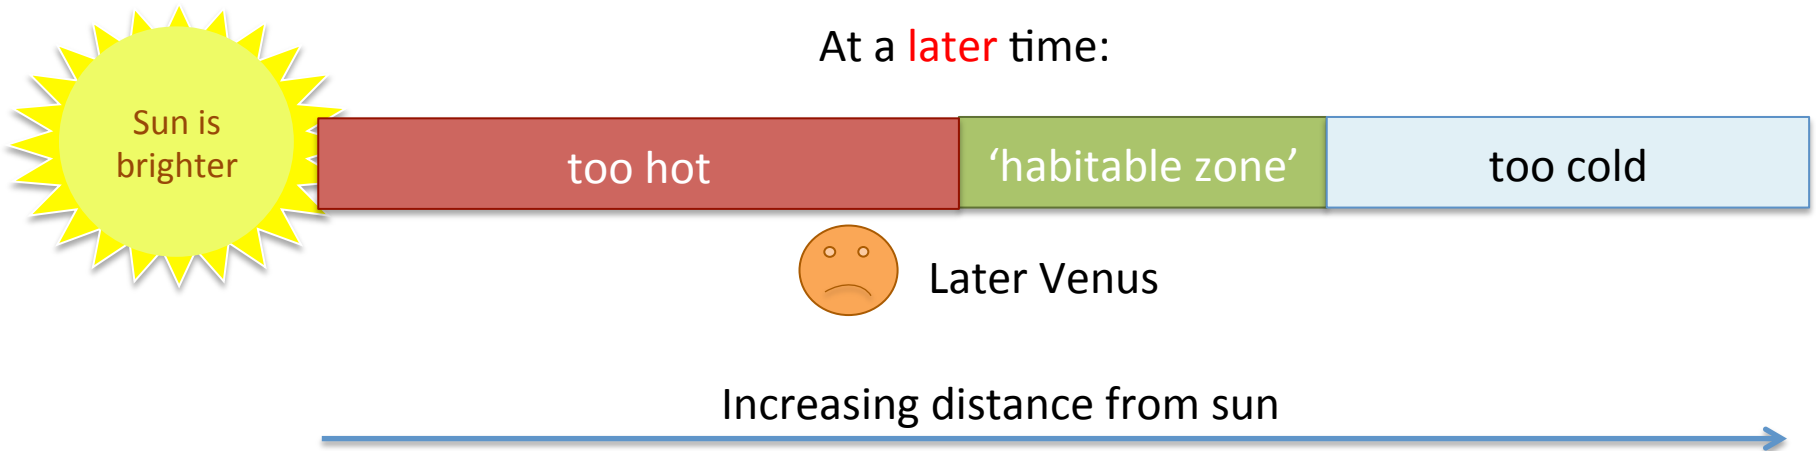 At a later time:
Sun is
brighter
too hot
‘habitable zone’
too cold
Later Venus
Increasing distance from sun